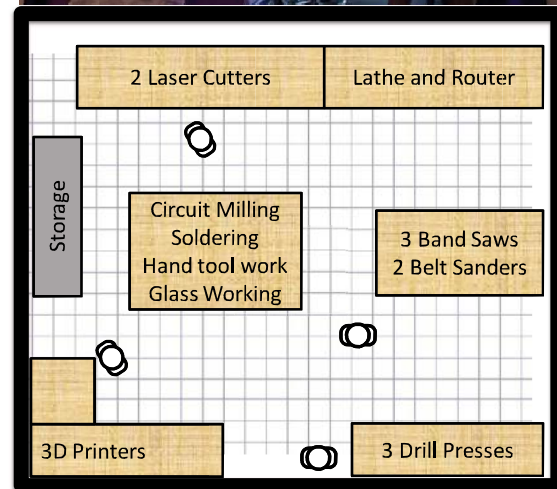 2 Laser Cutters
Lathe and Router
Storage
Circuit Milling
Soldering
Hand tool work
Glass Working
3 Band Saws
2 Belt Sanders
3D Printers
3 Drill Presses